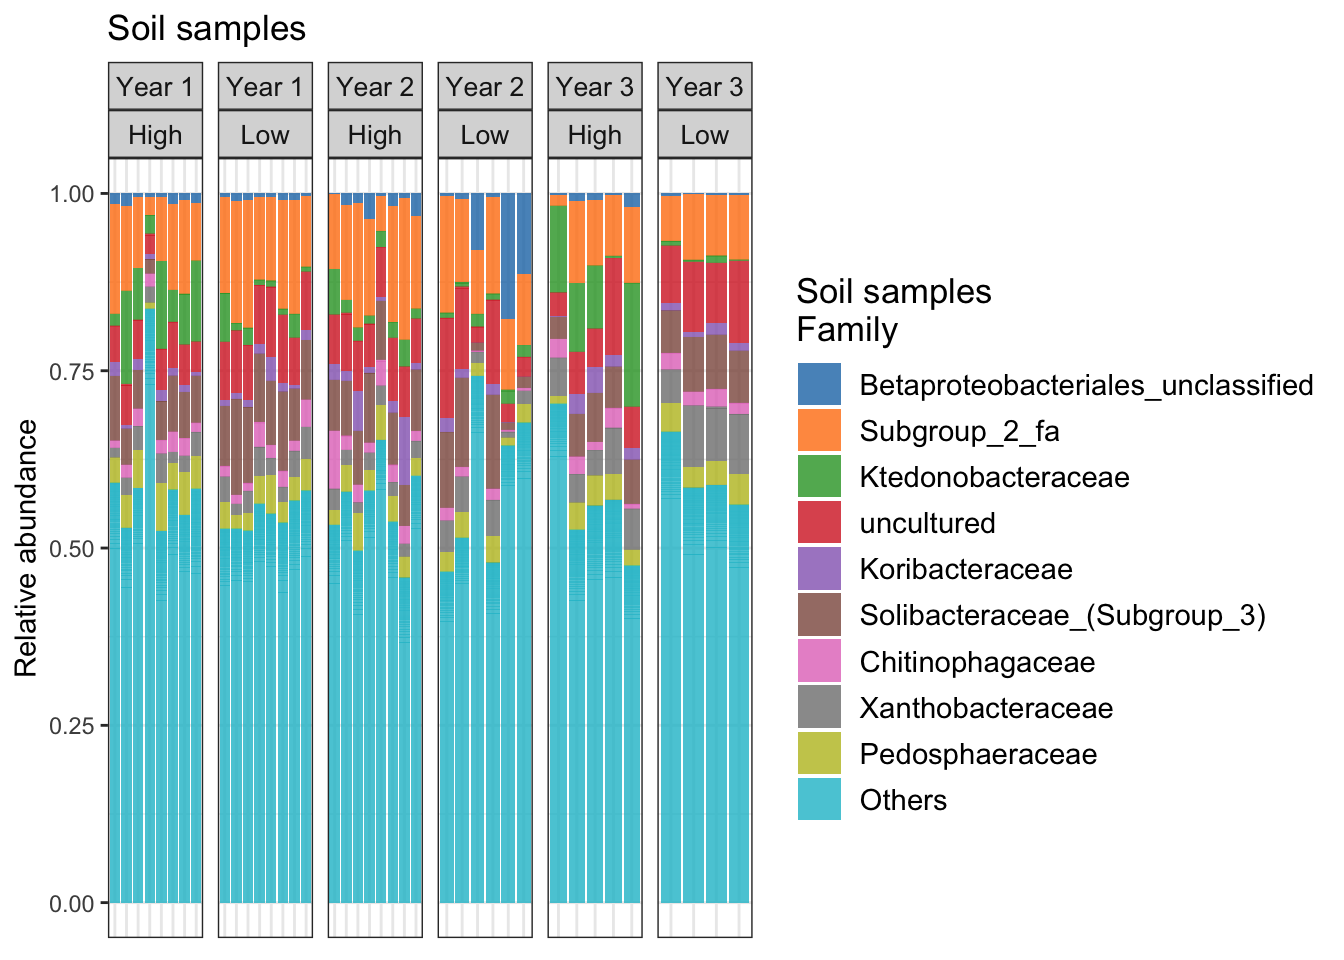 Soil samples
Year 1 Year 1 Year 2 Year 2 Year 3 Year 3
High Low High Low High Low
1.00
0.75
0.50
0.25
0.00
Relative abundance
Soil samples
Family
Betaproteobacteriales_unclassified
Subgroup_2_fa
Ktedonobacteraceae
uncultured
Koribacteraceae
Solibacteraceae_(Subgroup_3)
Chitinophagaceae
Xanthobacteraceae
Pedosphaeraceae
Others